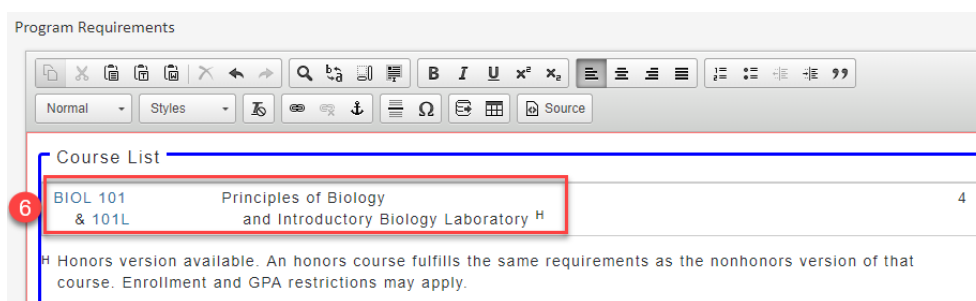 Program Requirements
B I U x² xₑ
Normal Styles Ω Source
Course List
6
BIOL 101 Principles of Biology 4
& 101L and Introductory Biology Laboratory H
H Honors version available. An honors course fulfills the same requirements as the nonhonors version of that
course. Enrollment and GPA restrictions may apply.